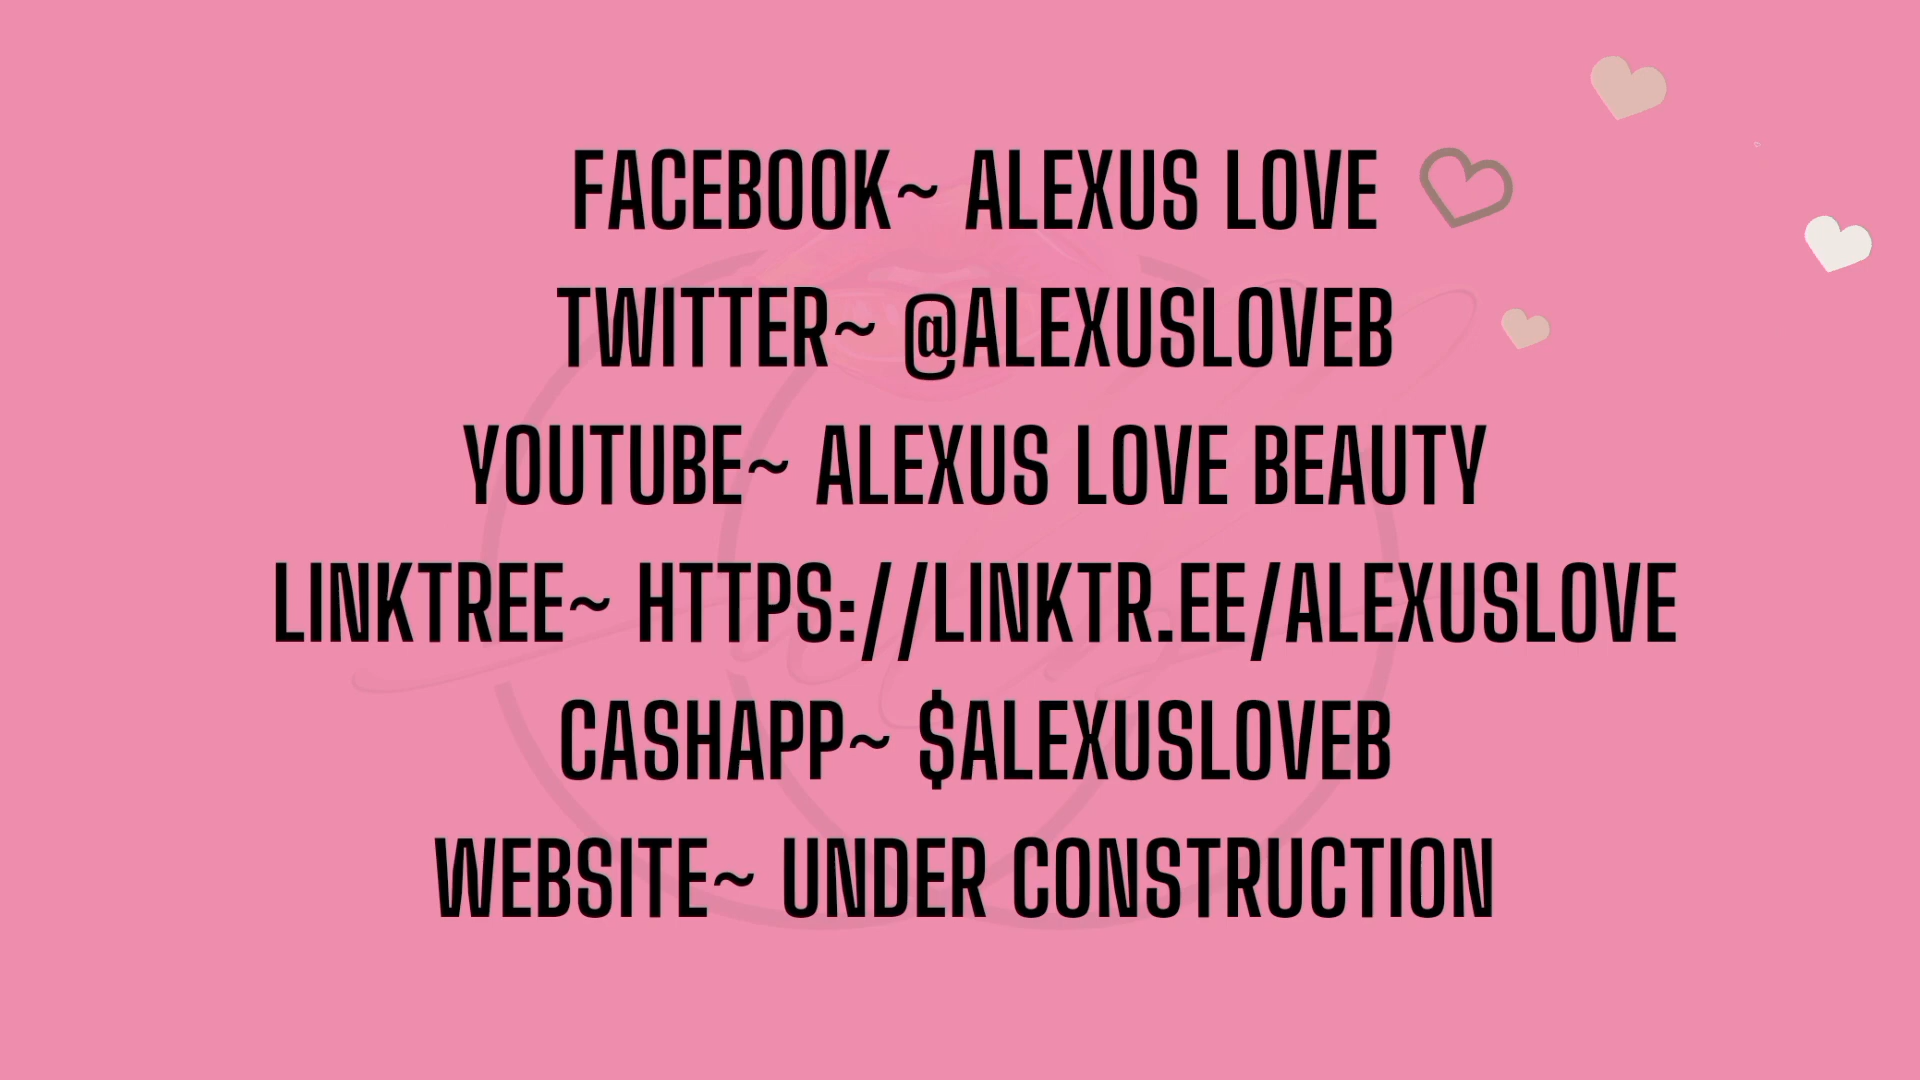 FACEBOOK~ ALEXUS LOVE
TWITTER~ @ALEXUSLOVEB
YOUTUBE~ ALEXUS LOVE BEAUTY
LINKTREE~ HTTPS://LINKTR.EE/ALEXUSLOVE
CASHAPP~ $ALEXUSLOVEB
WEBSITE~ UNDER CONSTRUCTION